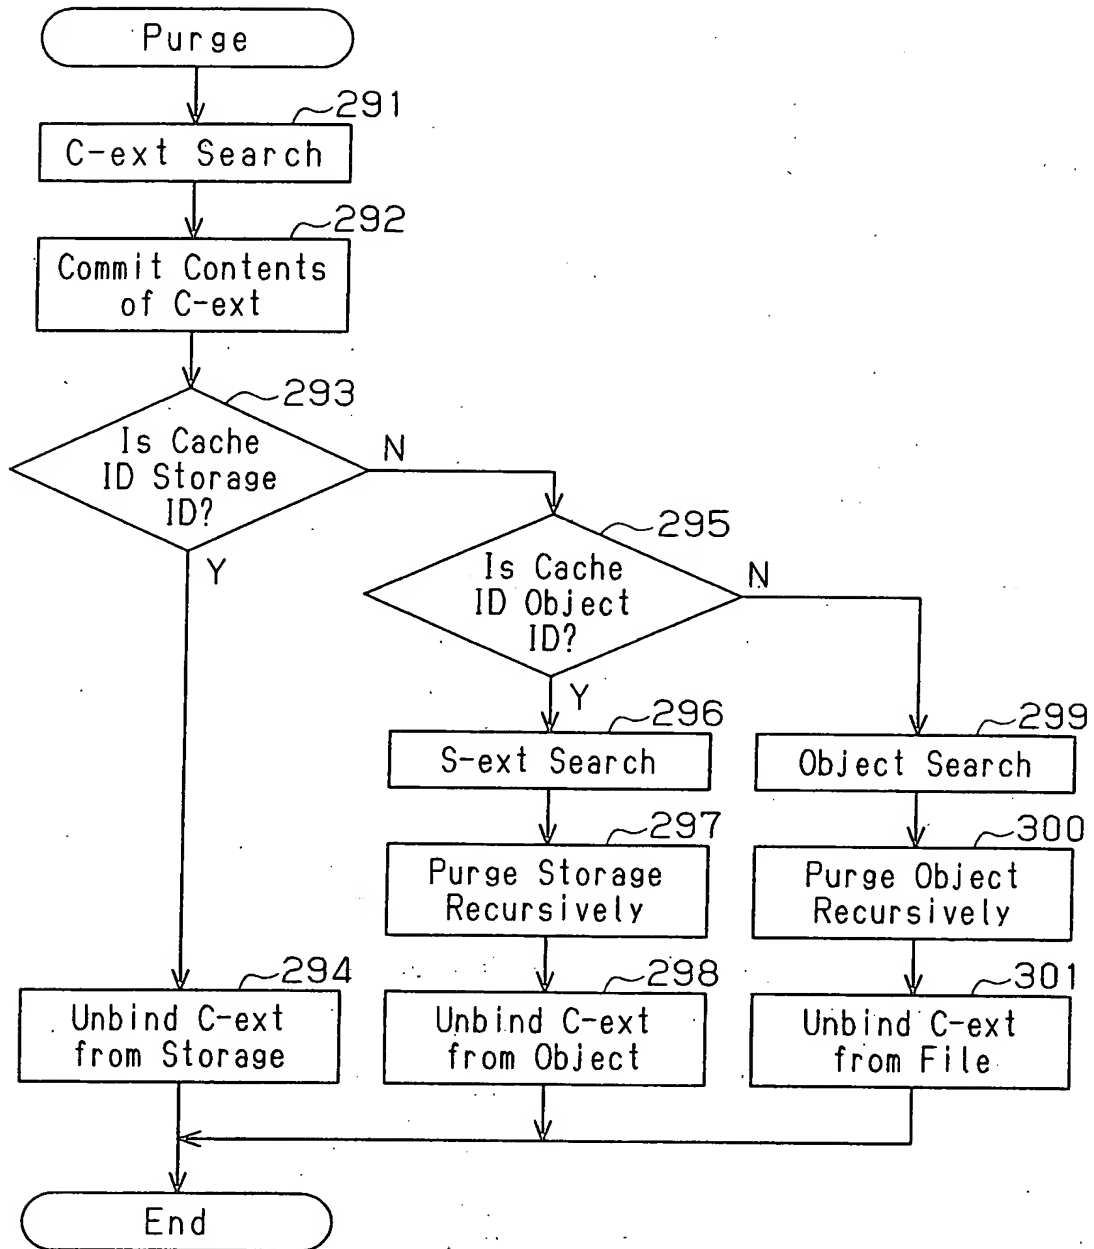 Purge
291
C-ext Search
292
Commit Contents
of C-ext
293
Is Cache
ID Storage
ID?
N
Y
295
Is Cache
ID Object
ID?
N
Y
296
S-ext Search
299
Object Search
297
Purge Storage
Recursively
300
Purge Object
Recursively
294
Unbind C-ext
from Storage
298
Unbind C-ext
from Object
301
Unbind C-ext
from File
End